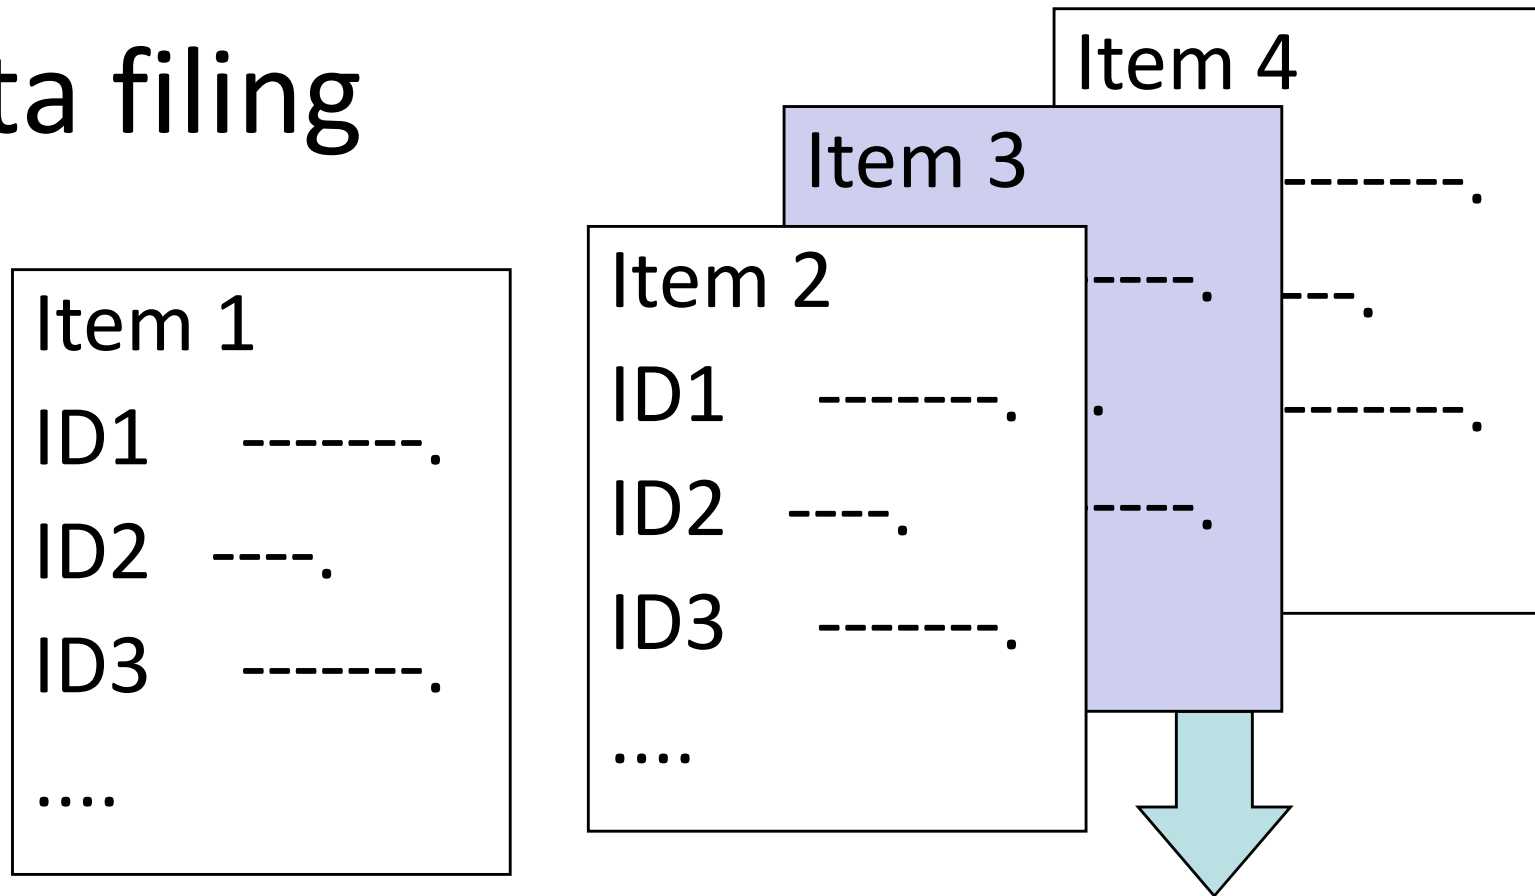 ta filing
Item 1
ID1 -------.
ID2 ----.
ID3 -------.
....
Item 2
ID1 -------.
ID2 ----.
ID3 -------.
....
Item 3
-----.
.
-----.
Item 4
-------.
---.
-------.